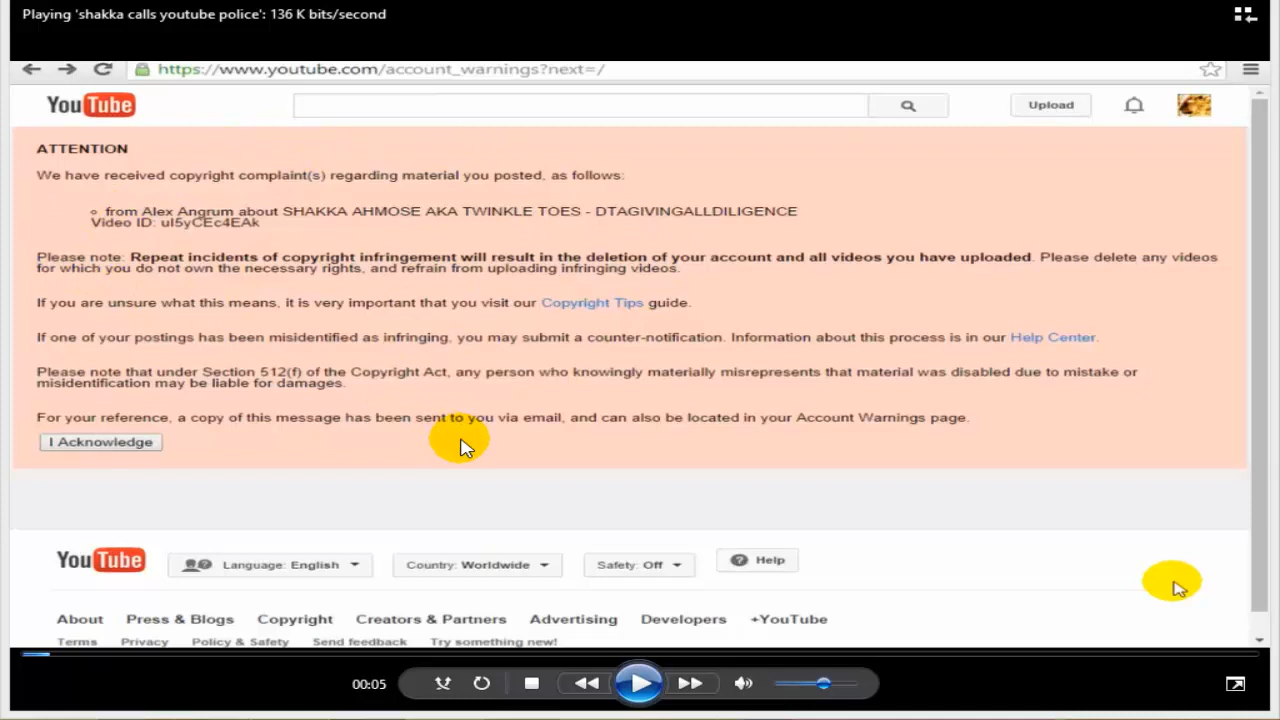 Playing 'shakka calls youtube police': 136 K bits/second
https://www.youtube.com/account_warnings?next=/
YouTube
Upload
ATTENTION
We have received copyright complaint(s) regarding material you posted, as follows:
from Alex Angrum about SHAKKA AHMOSE AKA TWINKLE TOES - DTAGIVINGALLDILIGENCE
Video ID: uI5yCEc4EAk
Please note: Repeat incidents of copyright infringement will result in the deletion of your account and all videos you have uploaded. Please delete any videos
for which you do not own the necessary rights, and refrain from uploading infringing videos.
If you are unsure what this means, it is very important that you visit our Copyright Tips guide.
If one of your postings has been misidentified as infringing, you may submit a counter-notification. Information about this process is in our Help Center.
Please note that under Section 512(f) of the Copyright Act, any person who knowingly materially misrepresents that material was disabled due to mistake or
misidentification may be liable for damages.
For your reference, a copy of this message has been sent to you via email, and can also be located in your Account Warnings page.
I Acknowledge
YouTube
Language: English
Country: Worldwide
Safety: Off
Help
About Press & Blogs Copyright Creators & Partners Advertising Developers +YouTube
Terms Privacy Policy & Safety Send feedback Try something new!
00:05